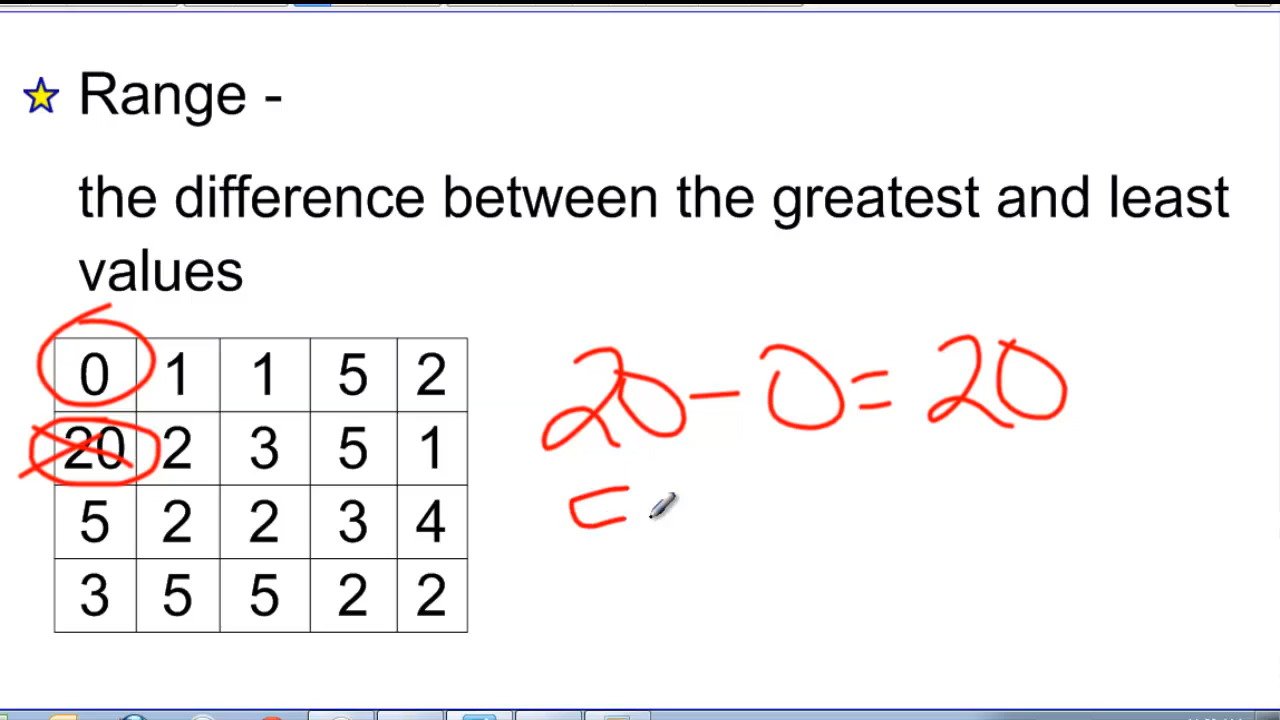 Range -
the difference between the greatest and least
values
0 1 1 5 2
20 2 3 5 1
5 2 2 3 4
3 5 5 2 2
20-0=20